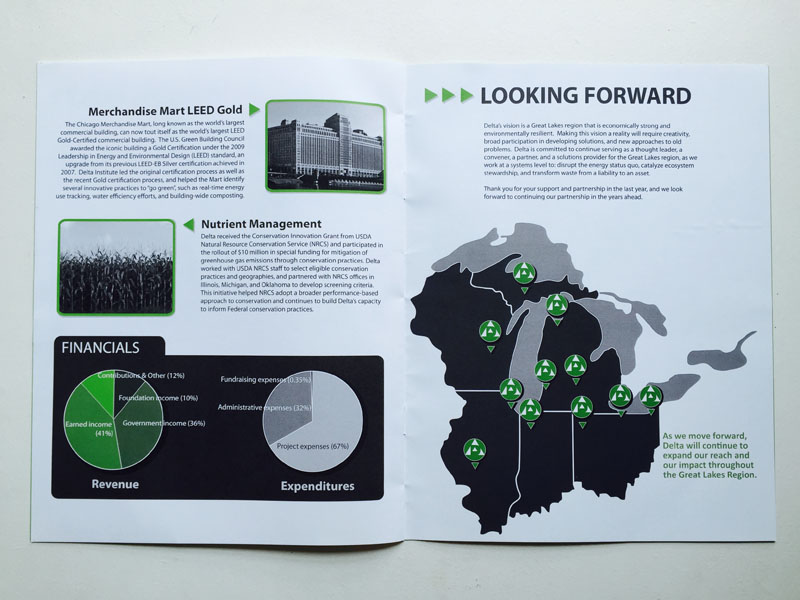 Merchandise Mart LEED Gold
The Chicago Merchandise Mart, long known as the world's largest
commercial building, can now tout itself as the world's largest LEED
Gold-Certified commercial building. The U.S. Green Building Council
awarded the iconic building a Gold Certification under the 2009
Leadership in Energy and Environmental Design (LEED) standard, an
upgrade from its previous LEED-EB Silver certification achieved in
2007. Delta Institute led the original certification process as well as
the recent Gold certification process, and helped the Mart identify
several innovative practices to "go green", such as real-time energy
use tracking, water efficiency efforts, and building-wide composting.
Nutrient Management
Delta received the Conservation Innovation Grant from USDA
Natural Resource Conservation Service (NRCS) and participated in
the rollout of $10 million in special funding for mitigation of
greenhouse gas emissions through conservation practices. Delta
worked with USDA NRCS staff to select eligible conservation
practices and geographies, and partnered with NRCS offices in
Illinois, Michigan, and Oklahoma to develop screening criteria.
This initiative helped NRCS adopt a broader performance-based
approach to conservation and continues to build Delta's capacity
to inform Federal conservation practices.
FINANCIALS
Contributions & Other (12%)
Foundation income (10%)
Earned income
(41%)
Government income (36%)
Revenue
Fundraising expenses (0.35%)
Administrative expenses (32%)
Project expenses (67%)
Expenditures
LOOKING FORWARD
Delta's vision is a Great Lakes region that is economically strong and
environmentally resilient. Making this vision a reality will require creativity,
broad participation in developing solutions, and new approaches to old
problems. Delta is committed to continue serving as a thought leader, a
convener, a partner, and a solutions provider for the Great Lakes region, as we
work at a systems level to: disrupt the energy status quo, catalyze ecosystem
stewardship, and transform waste from a liability to an asset.
Thank you for your support and partnership in the last year, and we look
forward to continuing our partnership in the years ahead.
As we move forward,
Delta will continue to
expand our reach and
our impact throughout
the Great Lakes Region.